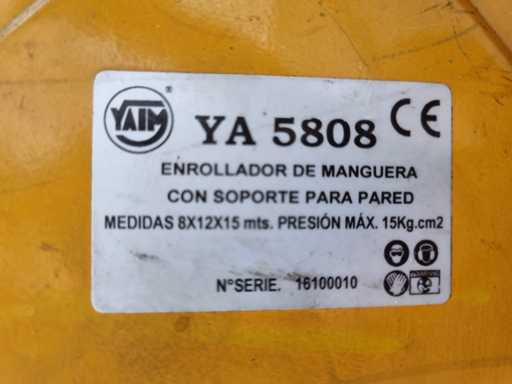 YAIM ® YA 5808 CE
ENROLLADOR DE MANGUERA
CON SOPORTE PARA PARED
MEDIDAS 8X12X15 mts. PRESIÓN MÁX. 15Kg.cm2
NºSERIE. 16100010